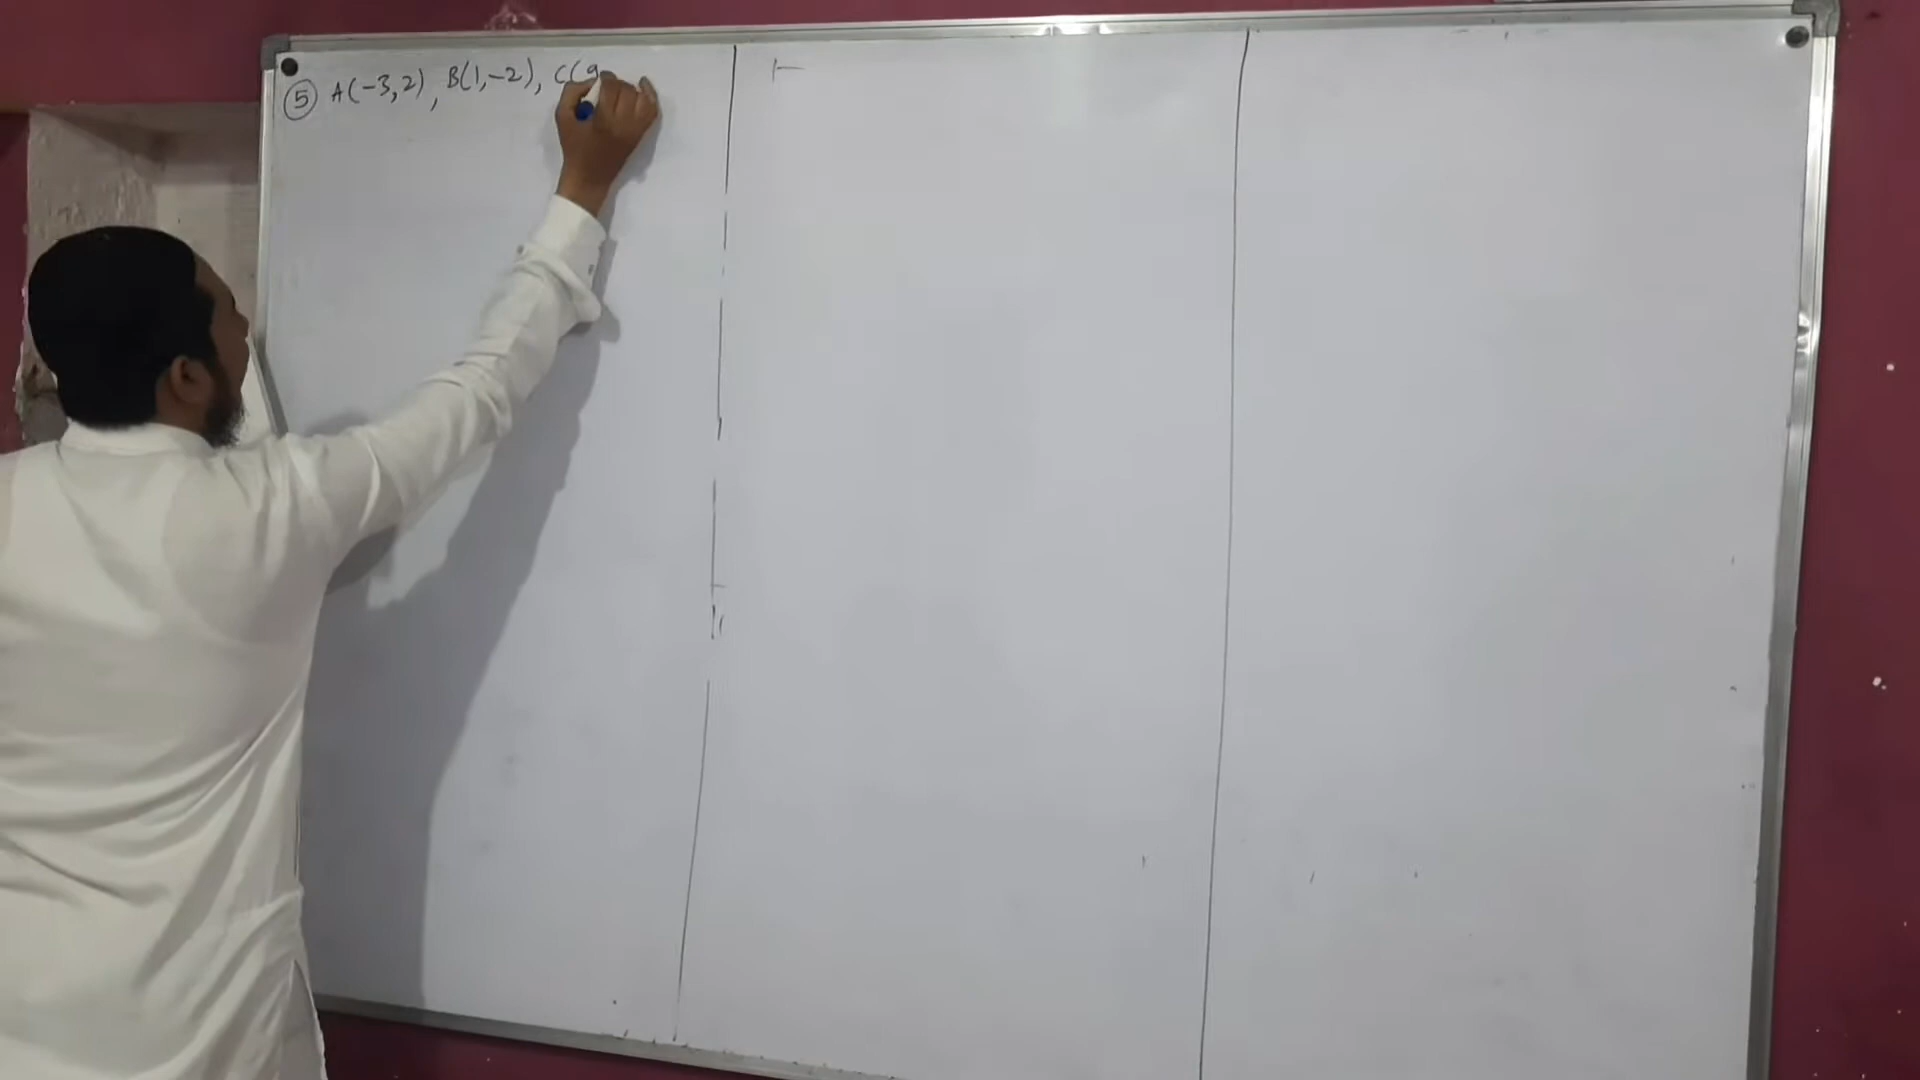 ⑤ A(-3,2), B(1,-2), C(9